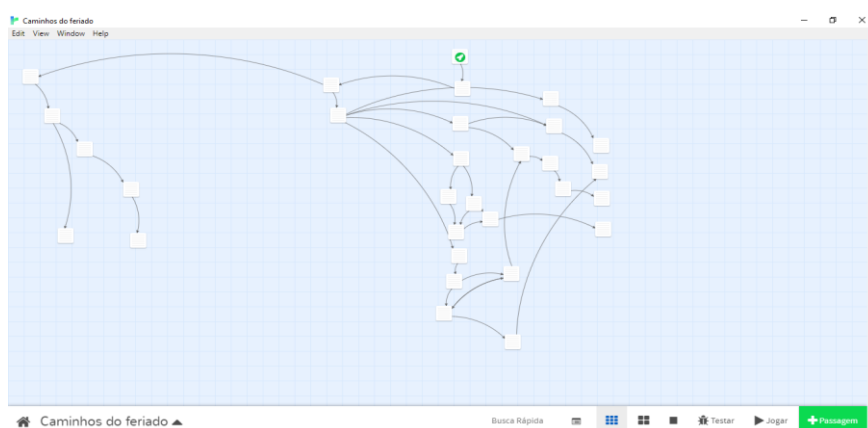 Caminhos do feriado
Edit View Window Help
Caminhos do feriado
Busca Rápida
Testar
Jogar
Passagem